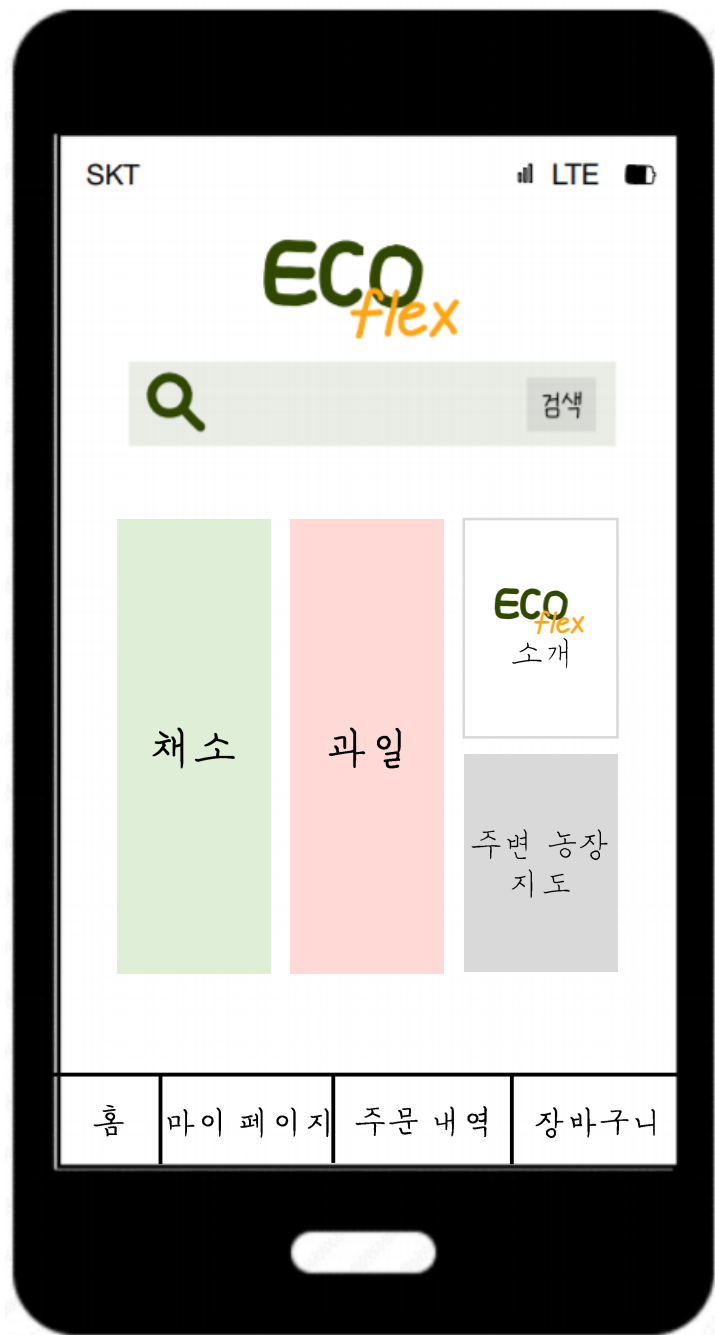 SKT LTE
ECO
flex
검색
채소
과일
ECO
flex
소개
주변 농장
지도
홈 마이 페이지 주문 내역 장바구니